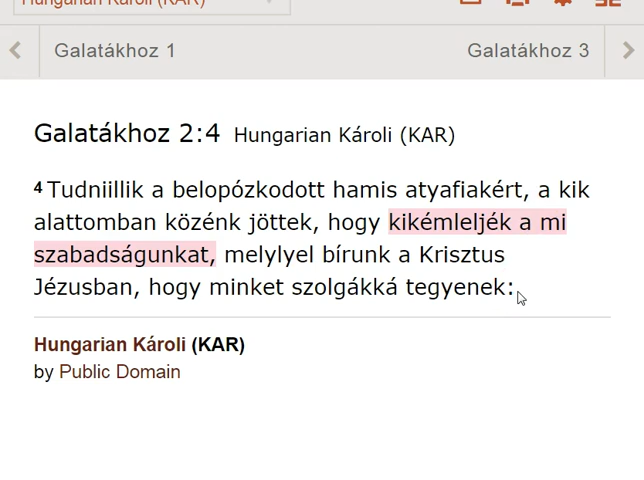 Hungarian Károli (KAR)
Galatákhoz 1
Galatákhoz 3
Galatákhoz 2:4 Hungarian Károli (KAR)
4 Tudniillik a belopózkodott hamis atyafiakért, a kik
alattomban közénk jöttek, hogy kikémleljék a mi
szabadságunkat, melylyel bírunk a Krisztus
Jézusban, hogy minket szolgákká tegyenek:
Hungarian Károli (KAR)
by Public Domain